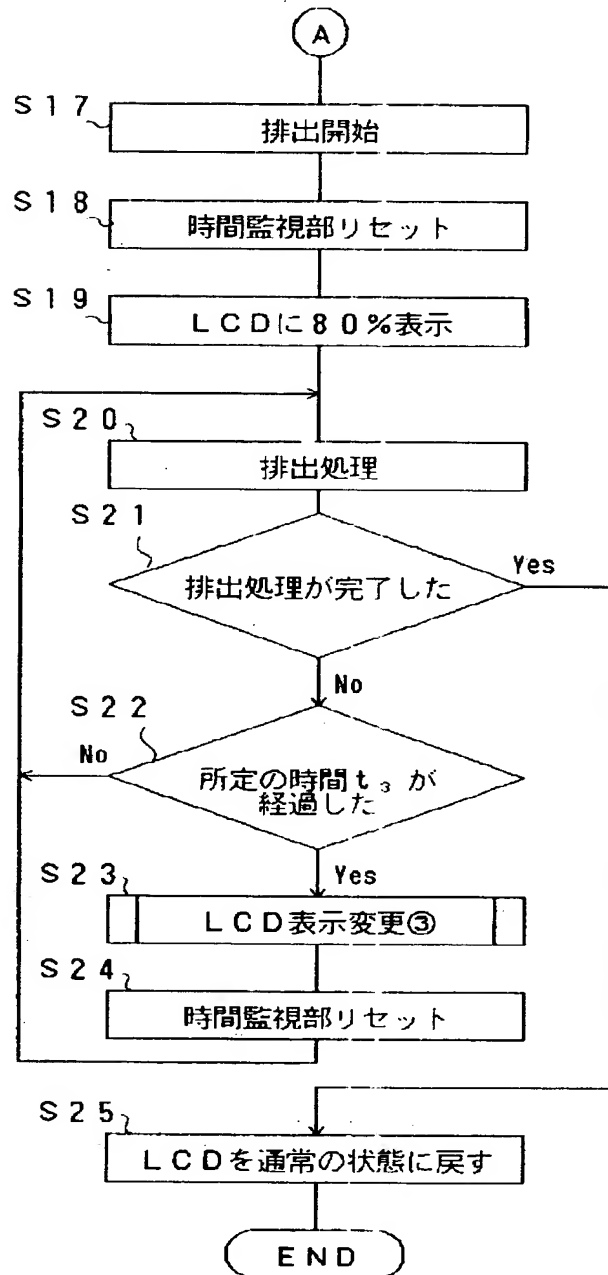 A
S17
排出開始
S18
時間監視部リセット
S19
LCDに80%表示
S20
排出処理
S21
排出処理が完了した
Yes
No
S22
No
所定の時間t₃が
経過した
Yes
S23
LCD表示変更③
S24
時間監視部リセット
S25
LCDを通常の状態に戻す
END